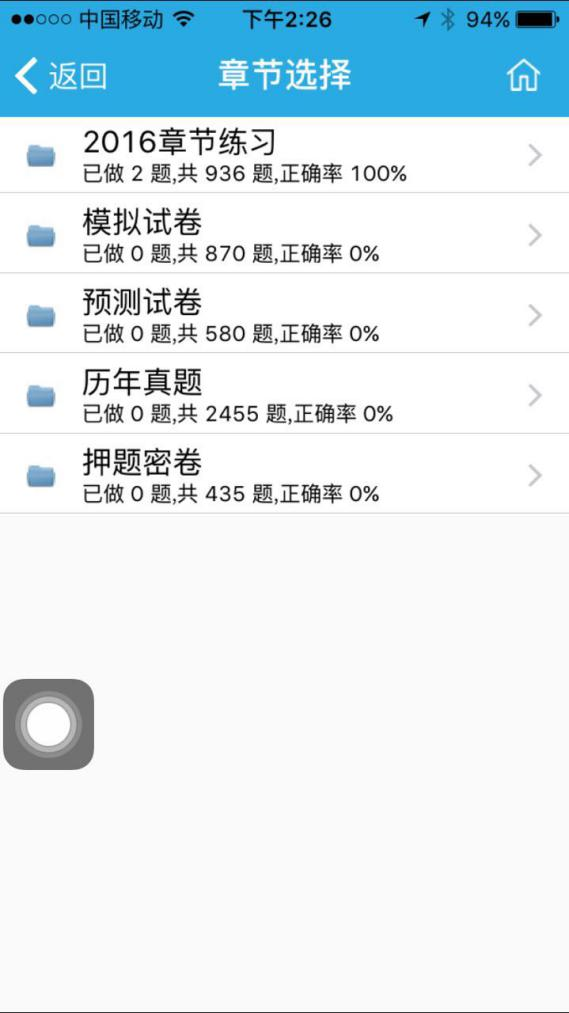 中国移动 下午2:26 94%
返回 章节选择
2016章节练习
已做 2 题,共 936 题,正确率 100%
模拟试卷
已做 0 题,共 870 题,正确率 0%
预测试卷
已做 0 题,共 580 题,正确率 0%
历年真题
已做 0 题,共 2455 题,正确率 0%
押题密卷
已做 0 题,共 435 题,正确率 0%